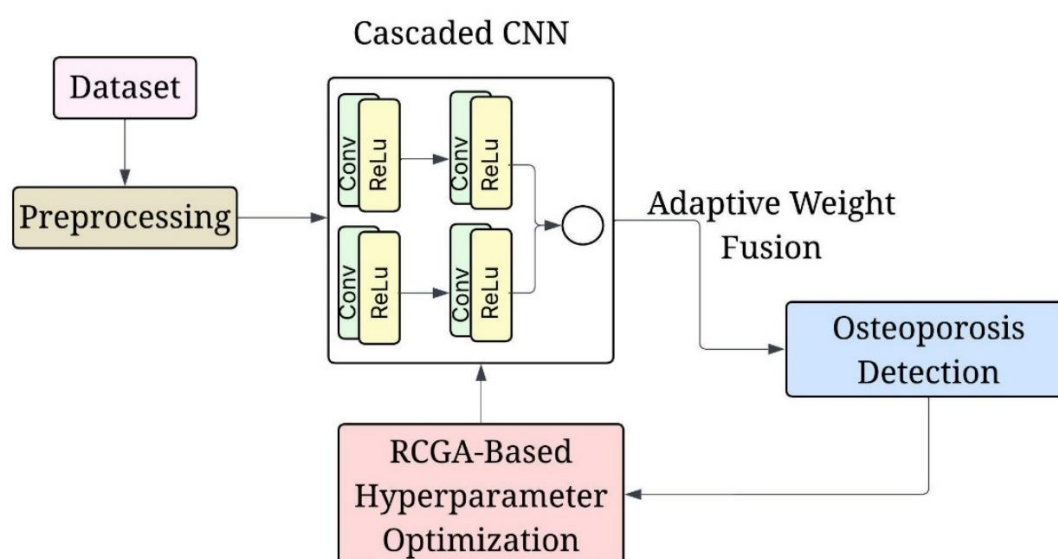 Cascaded CNN
Dataset
Preprocessing
Conv
ReLu
Conv
ReLu
Conv
ReLu
Conv
ReLu
Adaptive Weight
Fusion
Osteoporosis
Detection
RCGA-Based
Hyperparameter
Optimization